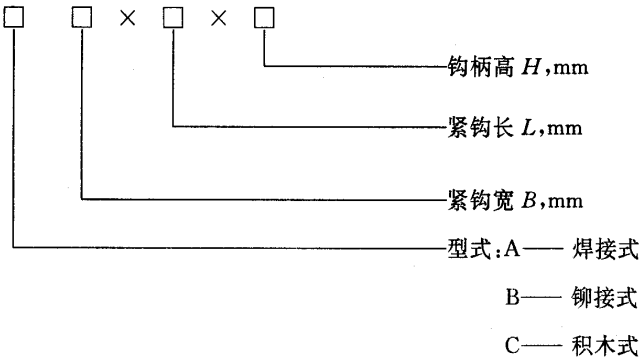 □ □ × □ × □
钩柄高 H,mm
紧钩长 L,mm
紧钩宽 B,mm
型式:A—— 焊接式
B—— 铆接式
C—— 积木式